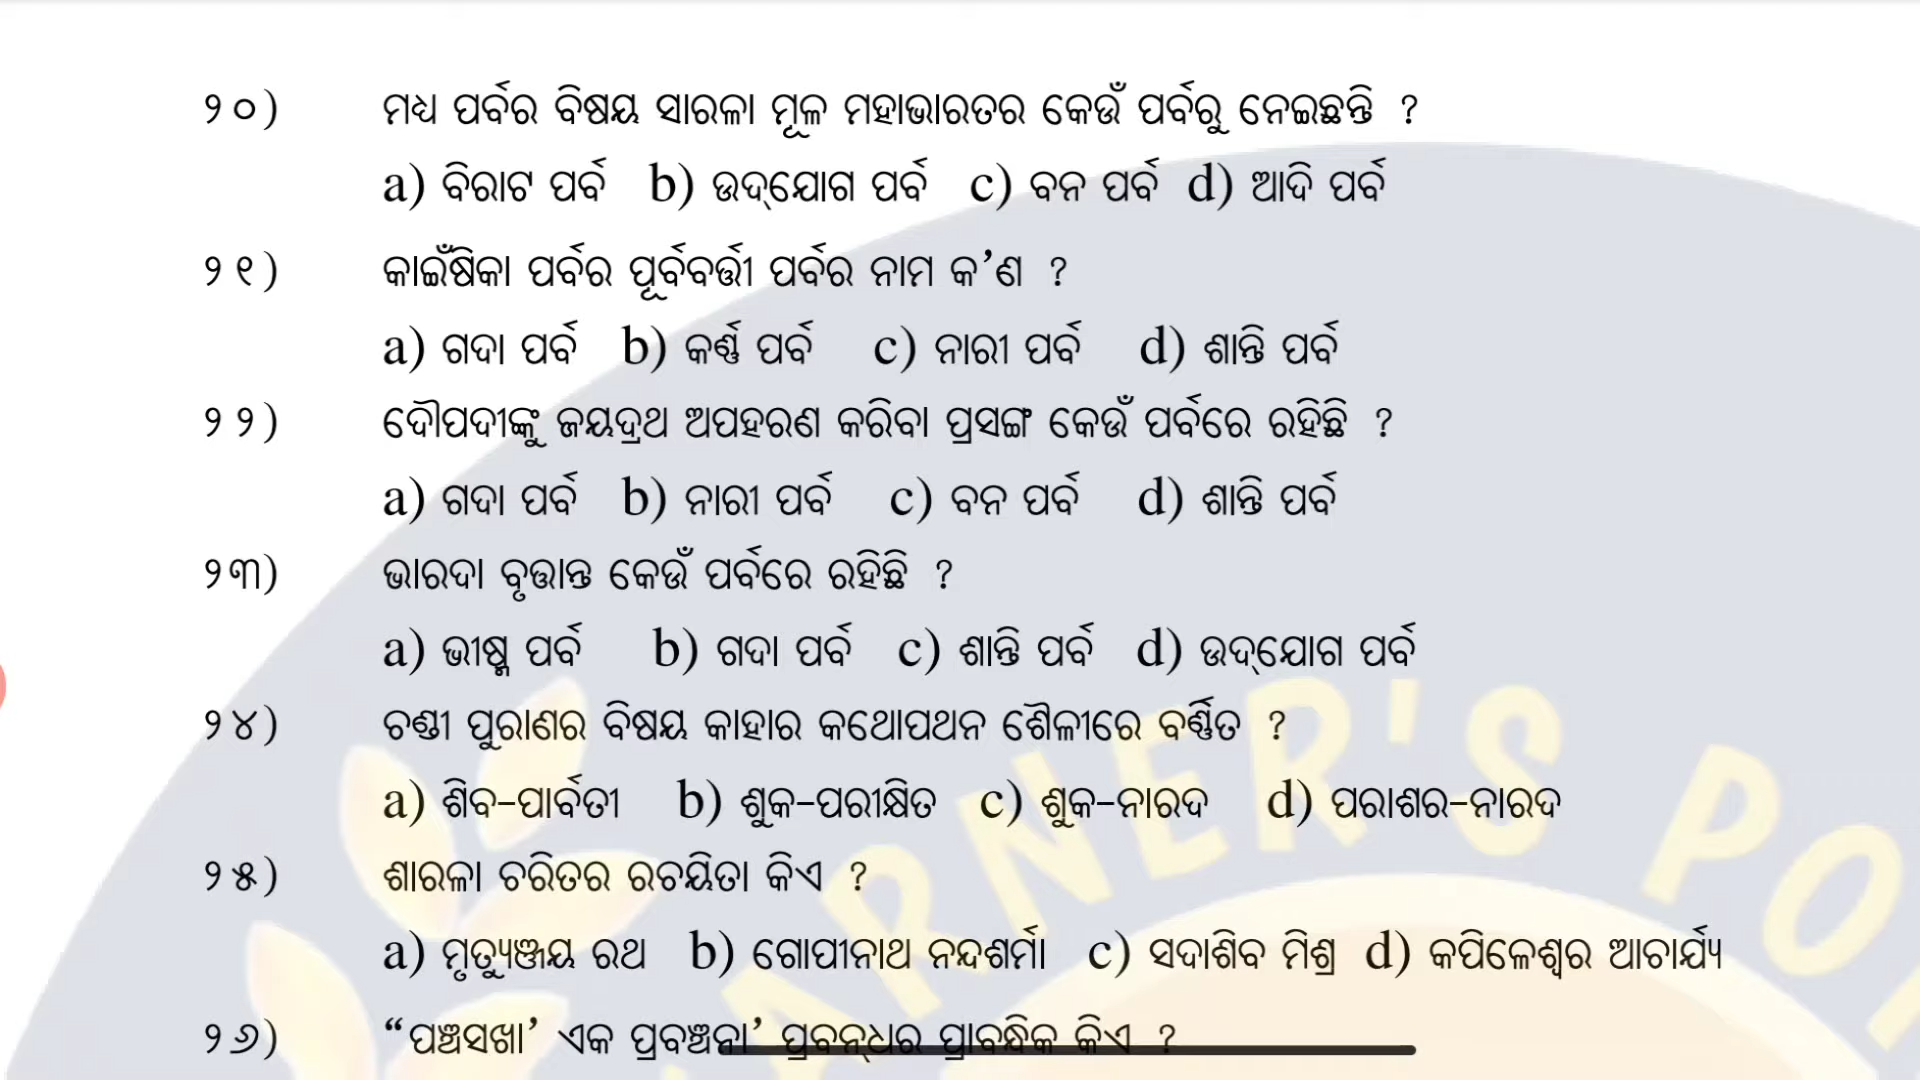 ୨୦) ମଧ୍ୟ ପର୍ବର ବିଷୟ ସାରଳା ମୂଳ ମହାଭାରତର କେଉଁ ପର୍ବରୁ ନେଇଛନ୍ତି ?
a) ବିରାଟ ପର୍ବ b) ଉଦ୍‌ଯୋଗ ପର୍ବ c) ବନ ପର୍ବ d) ଆଦି ପର୍ବ
୨୧) କାଇଁଷିକା ପର୍ବର ପୂର୍ବବର୍ତ୍ତୀ ପର୍ବର ନାମ କ’ଣ ?
a) ଗଦା ପର୍ବ b) କର୍ଣ୍ଣ ପର୍ବ c) ନାରୀ ପର୍ବ d) ଶାନ୍ତି ପର୍ବ
୨୨) ଦୌପଦୀଙ୍କୁ ଜୟଦ୍ରଥ ଅପହରଣ କରିବା ପ୍ରସଙ୍ଗ କେଉଁ ପର୍ବରେ ରହିଛି ?
a) ଗଦା ପର୍ବ b) ନାରୀ ପର୍ବ c) ବନ ପର୍ବ d) ଶାନ୍ତି ପର୍ବ
୨୩) ଭାରଦା ବୃତ୍ତାନ୍ତ କେଉଁ ପର୍ବରେ ରହିଛି ?
a) ଭୀଷ୍ମ ପର୍ବ b) ଗଦା ପର୍ବ c) ଶାନ୍ତି ପର୍ବ d) ଉଦ୍‌ଯୋଗ ପର୍ବ
୨୪) ଚଣ୍ଡୀ ପୁରାଣର ବିଷୟ କାହାର କଥୋପଥନ ଶୈଳୀରେ ବର୍ଣ୍ଣିତ ?
a) ଶିବ-ପାର୍ବତୀ b) ଶୁକ-ପରୀକ୍ଷିତ c) ଶୁକ-ନାରଦ d) ପରାଶର-ନାରଦ
୨୫) ଶାରଳା ଚରିତର ରଚୟିତା କିଏ ?
a) ମୃତ୍ୟୁଞ୍ଜୟ ରଥ b) ଗୋପୀନାଥ ନନ୍ଦଶର୍ମା c) ସଦାଶିବ ମିଶ୍ର d) କପିଳେଶ୍ୱର ଆଚାର୍ଯ୍ୟ
୨୬) “ପଞ୍ଚସଖା’ ଏକ ପ୍ରବଞ୍ଚନା’ ପ୍ରବନ୍ଧର ପ୍ରାବନ୍ଧିକ କିଏ ?